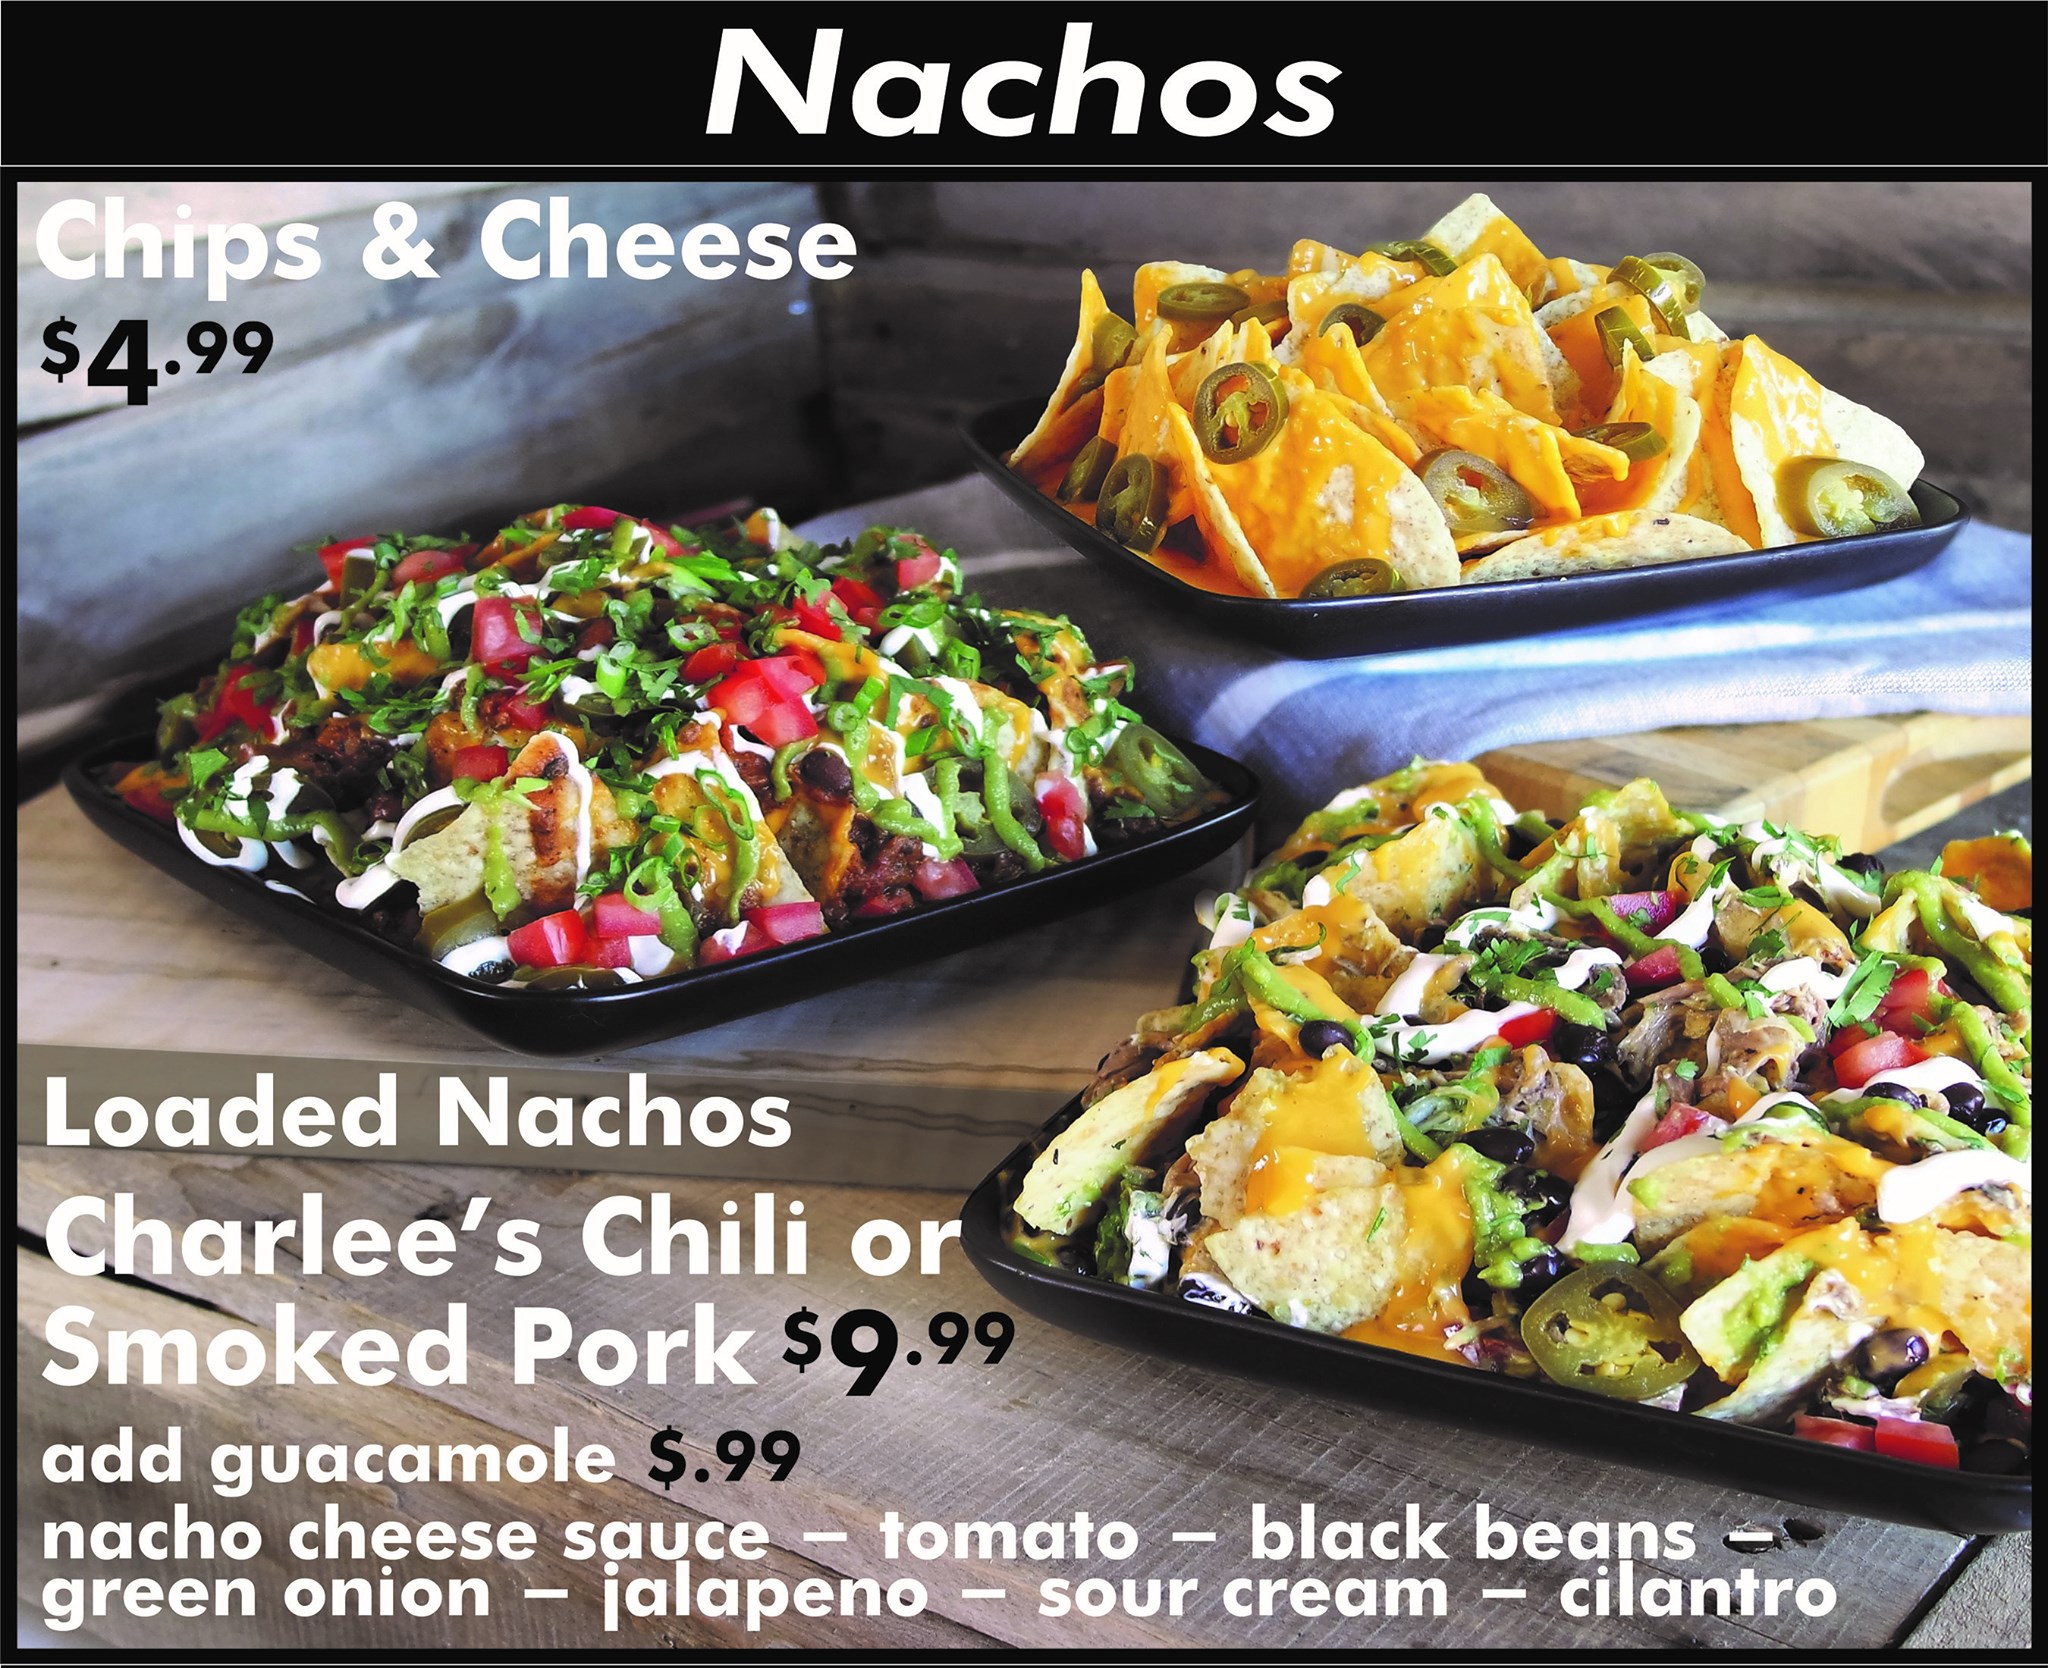 Nachos
Chips & Cheese
$4.99
Loaded Nachos
Charlee's Chili or
Smoked Pork $9.99
add guacamole $.99
nacho cheese sauce – tomato – black beans –
green onion – jalapeno – sour cream – cilantro